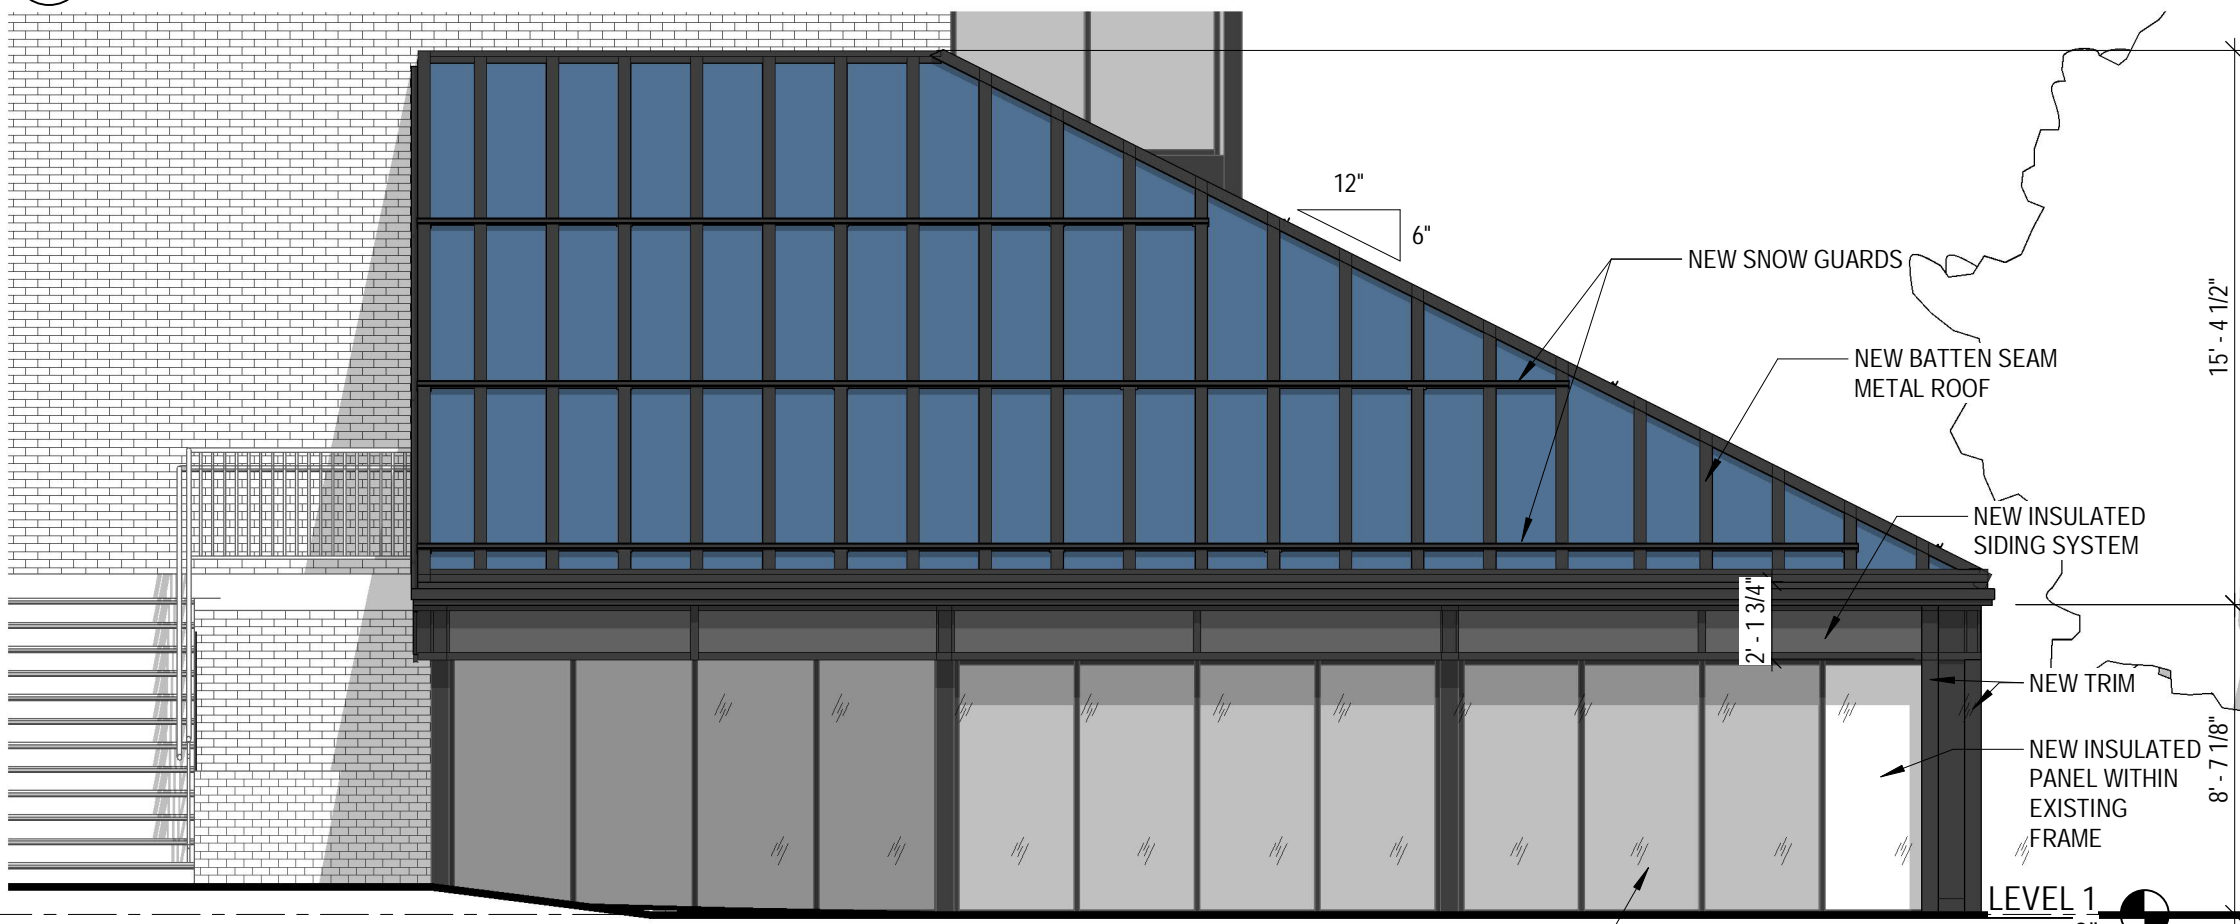 12"
6"
NEW SNOW GUARDS
15' - 4 1/2"
NEW BATTEN SEAM
METAL ROOF
NEW INSULATED
SIDING SYSTEM
2' - 1 3/4"
NEW TRIM
8' - 7 1/8"
NEW INSULATED
PANEL WITHIN
EXISTING
FRAME
LEVEL 1